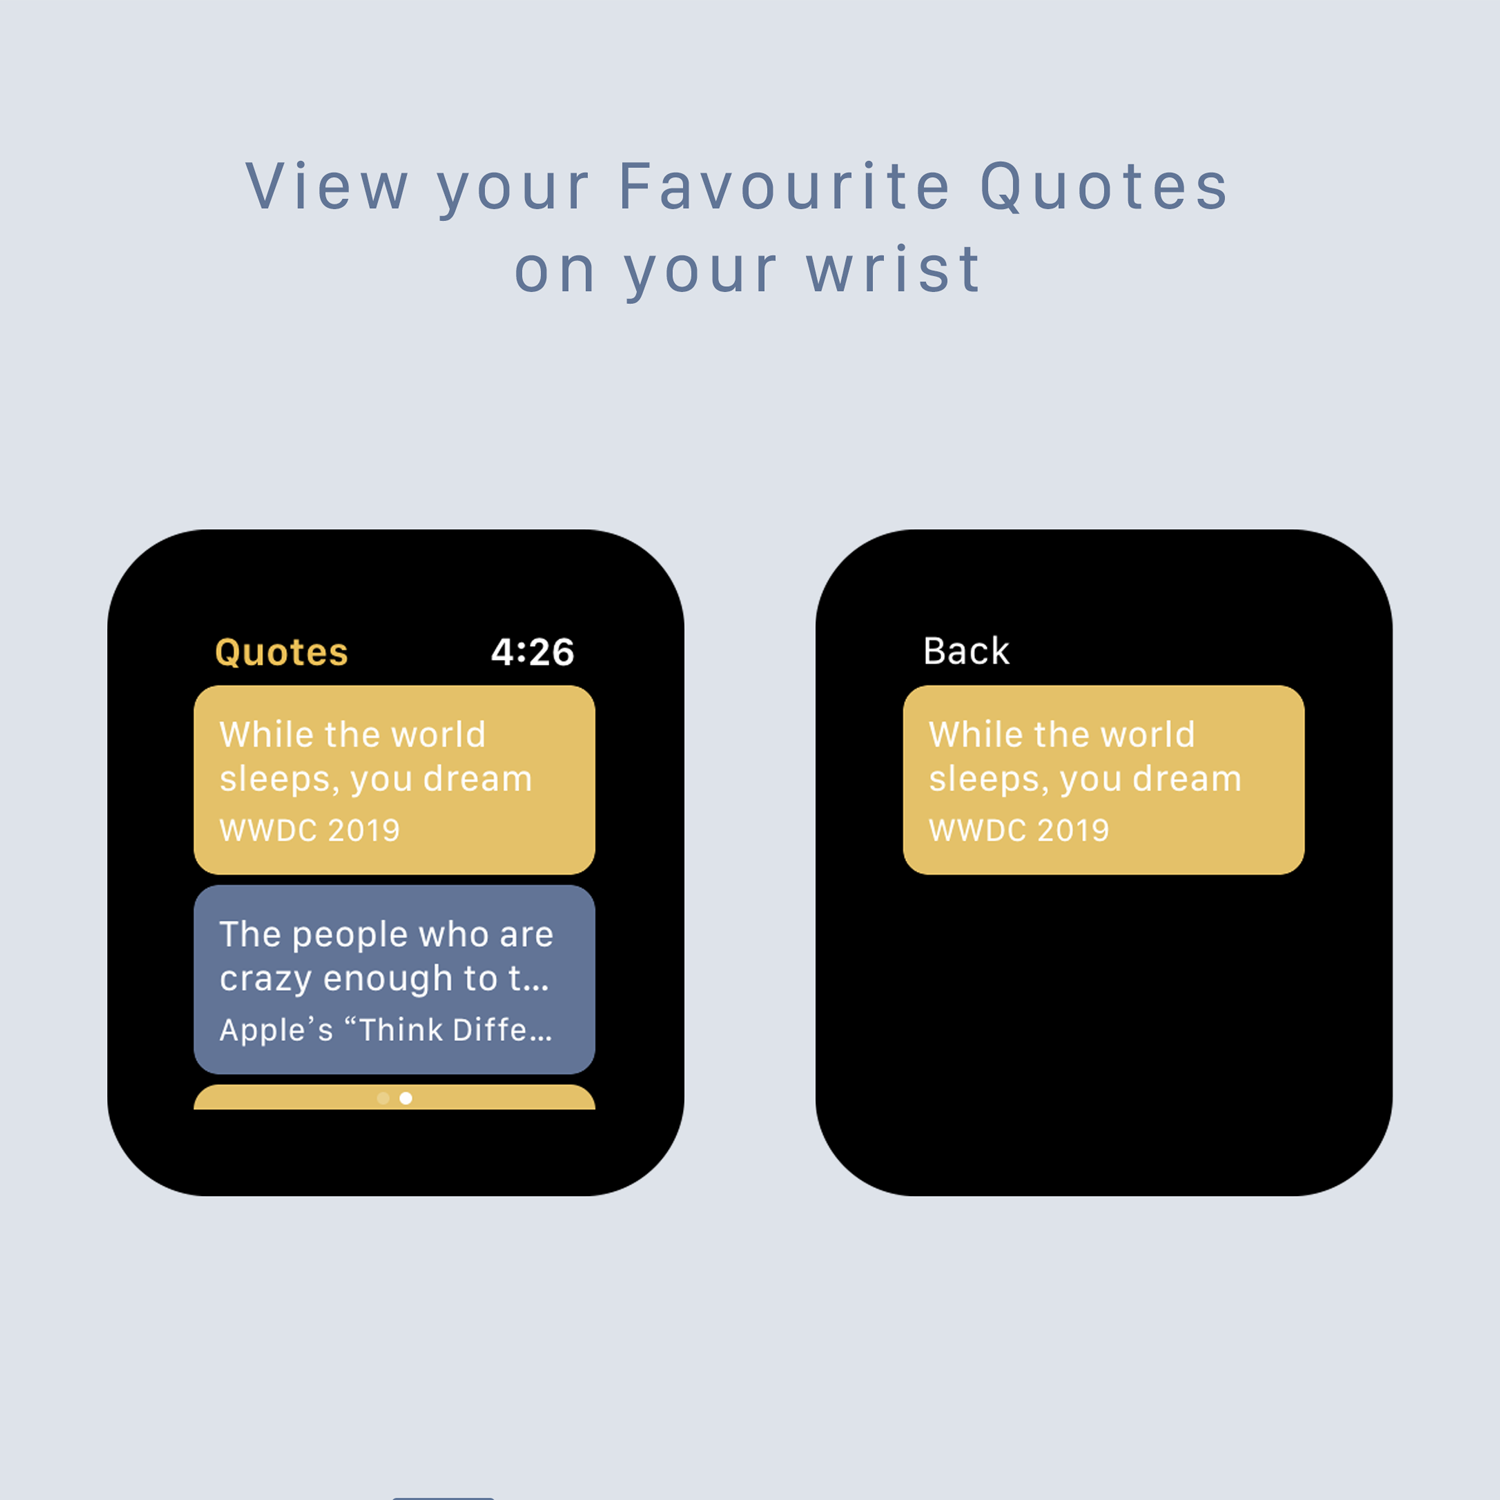 View your Favourite Quotes
on your wrist
Quotes 4:26
While the world
sleeps, you dream
WWDC 2019
The people who are
crazy enough to t...
Apple’s “Think Diffe...
Back
While the world
sleeps, you dream
WWDC 2019